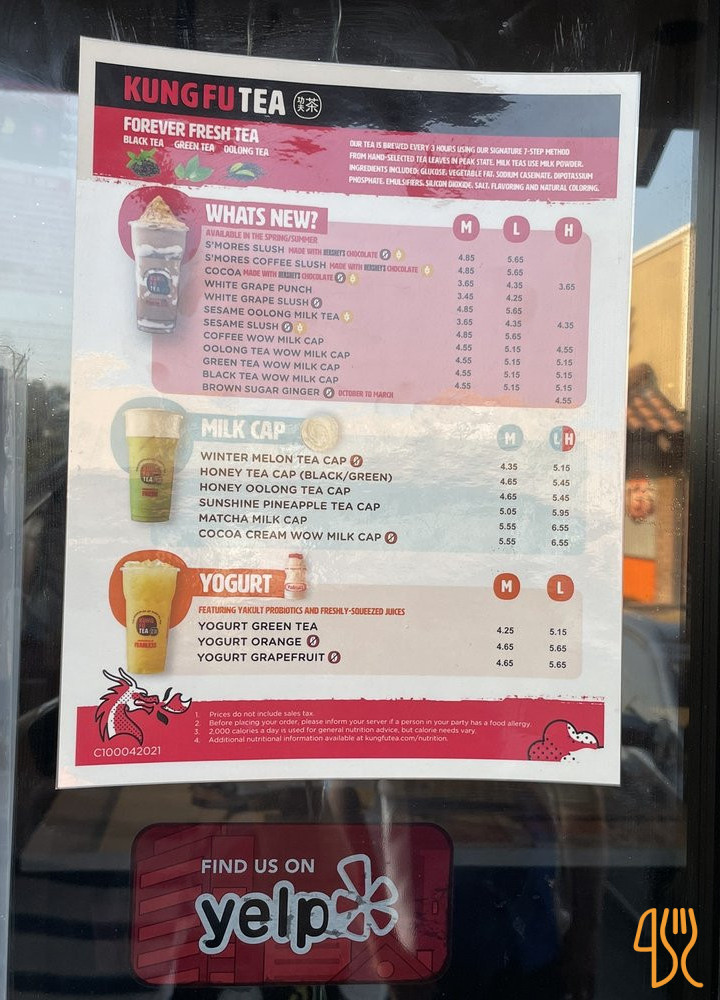 KUNG FU TEA 功夫茶
FOREVER FRESH TEA
BLACK TEA GREEN TEA OOLONG TEA
OUR TEA IS BREWED EVERY 3 HOURS USING OUR SIGNATURE 7-STEP METHOD
FROM HAND-SELECTED TEA LEAVES IN PEAK STATE. MILK TEAS USE MILK POWDER.
INGREDIENTS INCLUDED: GLUCOSE, VEGETABLE FAT, SODIUM CASEINATE, DIPOTASSIUM
PHOSPHATE, EMULSIFIERS, SILICON DIOXIDE, SALT, FLAVORING AND NATURAL COLORING.
WHATS NEW? M L H
AVAILABLE IN THE SPRING/SUMMER
S'MORES SLUSH MADE WITH HERSHEY'S CHOCOLATE 4.85 5.65
S'MORES COFFEE SLUSH MADE WITH HERSHEY'S CHOCOLATE 4.85 5.65
COCOA MADE WITH HERSHEY'S CHOCOLATE 3.65 4.35 3.65
WHITE GRAPE PUNCH 3.45 4.25
WHITE GRAPE SLUSH 4.85 5.65
SESAME OOLONG MILK TEA 3.65 4.35 4.35
SESAME SLUSH 4.85 5.65
COFFEE WOW MILK CAP 4.55 5.15 4.55
OOLONG TEA WOW MILK CAP 4.55 5.15 5.15
GREEN TEA WOW MILK CAP 4.55 5.15 5.15
BLACK TEA WOW MILK CAP 4.55 5.15 5.15
BROWN SUGAR GINGER OCTOBER TO MARCH 4.55
MILK CAP M L H
WINTER MELON TEA CAP 4.35 5.15
HONEY TEA CAP (BLACK/GREEN) 4.65 5.45
HONEY OOLONG TEA CAP 4.65 5.45
SUNSHINE PINEAPPLE TEA CAP 5.05 5.95
MATCHA MILK CAP 5.55 6.55
COCOA CREAM WOW MILK CAP 5.55 6.55
YOGURT Yakult M L
FEATURING YAKULT PROBIOTICS AND FRESHLY-SQUEEZED JUICES
YOGURT GREEN TEA 4.25 5.15
YOGURT ORANGE 4.65 5.65
YOGURT GRAPEFRUIT 4.65 5.65
1. Prices do not include sales tax.
2. Before placing your order, please inform your server if a person in your party has a food allergy.
3. 2,000 calories a day is used for general nutrition advice, but calorie needs vary.
4. Additional nutritional information available at kungfutea.com/nutrition.
C100042021
FIND US ON
yelp